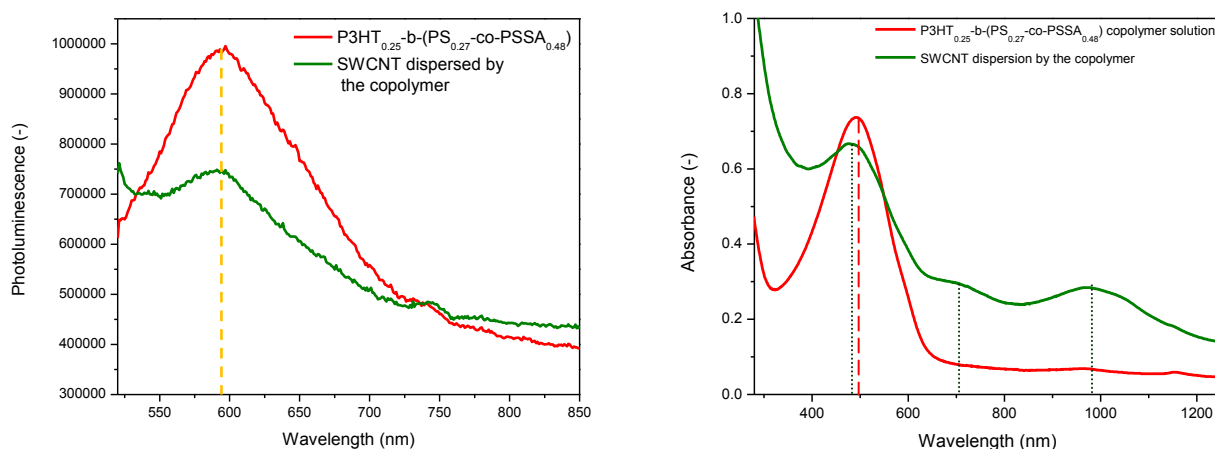 1000000
900000
800000
700000
600000
500000
400000
300000
Photoluminescence (-)
P3HT0.25-b-(PS0.27-co-PSSA0.48)
SWCNT dispersed by
the copolymer
550 600 650 700 750 800 850
Wavelength (nm)
1.0
0.8
0.6
0.4
0.2
0.0
Absorbance (-)
P3HT0.25-b-(PS0.27-co-PSSA0.48) copolymer solution
SWCNT dispersion by the copolymer
400 600 800 1000 1200
Wavelength (nm)